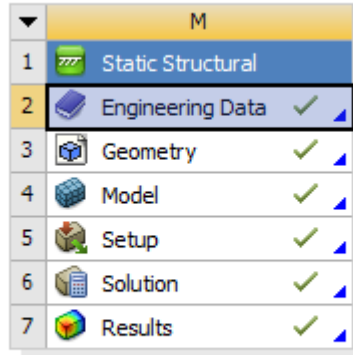 M
1 Static Structural
2 Engineering Data
3 Geometry
4 Model
5 Setup
6 Solution
7 Results